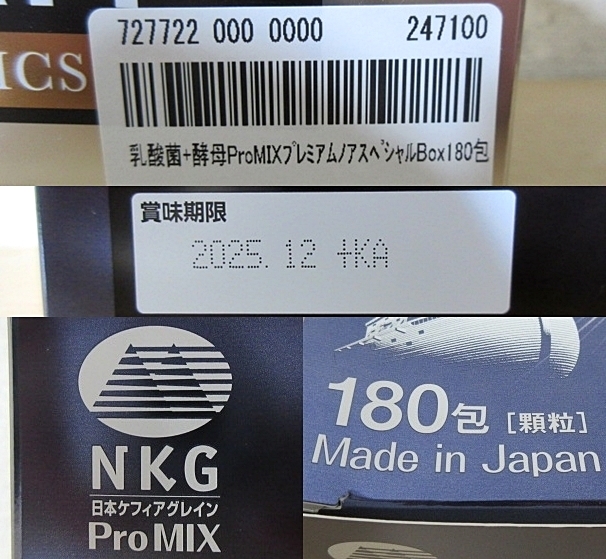 ICS
727722 000 0000 247100
乳酸菌+酵母ProMIXプレミアムノアスペシャルBox180包
賞味期限
2025.12 +KA
NKG
日本ケフィアグレイン
ProMIX
180包 [顆粒]
Made in Japan